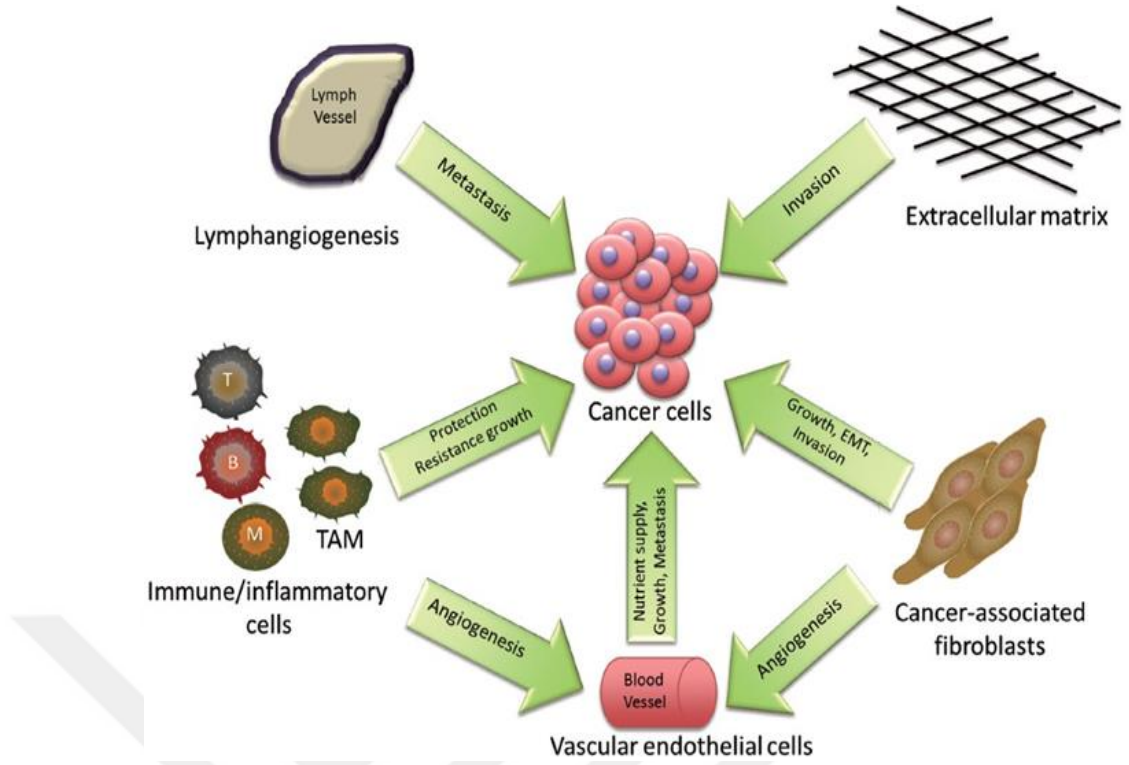 Lymph
Vessel
Metastasis
Lymphangiogenesis
Invasion
Extracellular matrix
Cancer cells
T
B
M
TAM
Immune/inflammatory
cells
Protection
Resistance growth
Growth, EMT,
Invasion
Cancer-associated
fibroblasts
Nutrient supply,
Growth, Metastasis
Angiogenesis
Angiogenesis
Blood
Vessel
Vascular endothelial cells